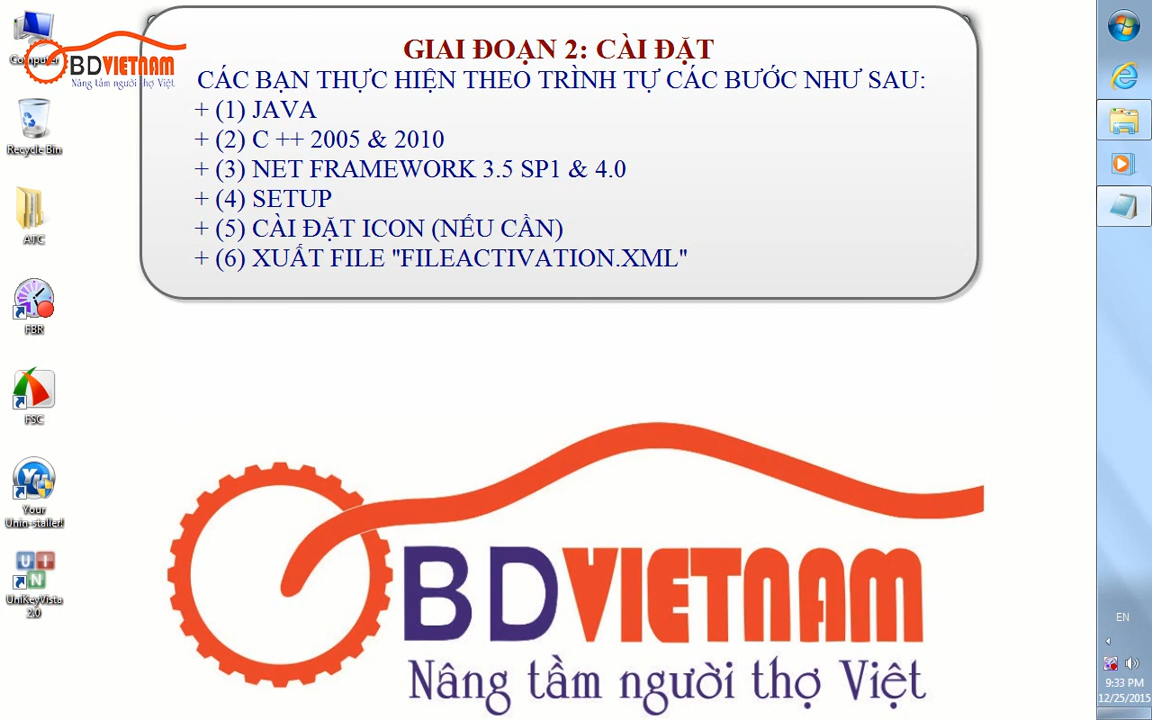 GIAI ĐOẠN 2: CÀI ĐẶT
CÁC BẠN THỰC HIỆN THEO TRÌNH TỰ CÁC BƯỚC NHƯ SAU:
+ (1) JAVA
+ (2) C ++ 2005 & 2010
+ (3) NET FRAMEWORK 3.5 SP1 & 4.0
+ (4) SETUP
+ (5) CÀI ĐẶT ICON (NẾU CẦN)
+ (6) XUẤT FILE "FILEACTIVATION.XML"
Computer
BDVIETNAM
Nâng tầm người thợ Việt
Recycle Bin
ATC
FBR
FSC
Your
Unin-staller!
UniKeyVista
2.0
BDVIETNAM
Nâng tầm người thợ Việt
EN
9:33 PM
12/25/2015